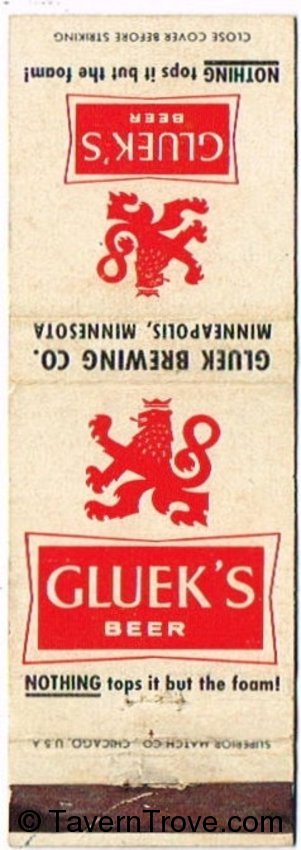 CLOSE COVER BEFORE STRIKING
NOTHING tops it but the foam!
GLUEK'S
BEER
GLUEK BREWING CO.
MINNEAPOLIS, MINNESOTA
GLUEK'S
BEER
NOTHING tops it but the foam!
SUPERIOR MATCH CO., CHICAGO, U.S.A.
© TavernTrove.com